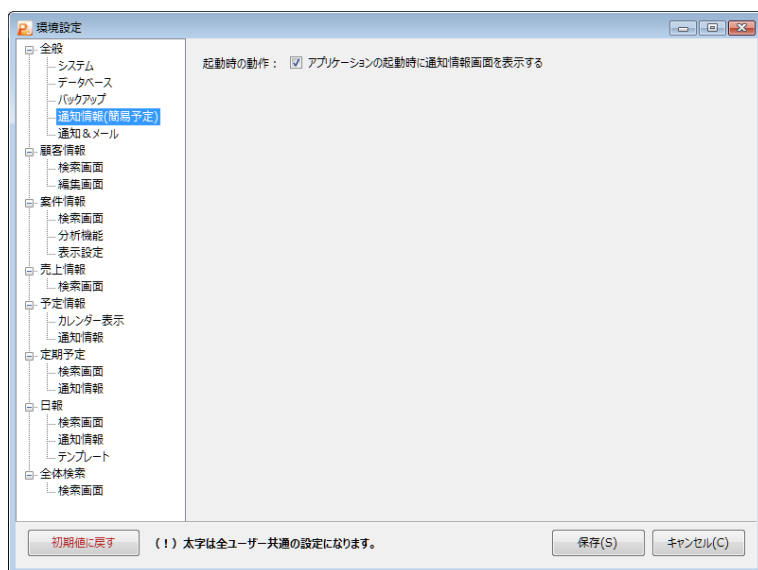 環境設定
全般
システム
データベース
バックアップ
通知情報(簡易予定)
通知&メール
顧客情報
検索画面
編集画面
案件情報
検索画面
分析機能
表示設定
売上情報
検索画面
予定情報
カレンダー表示
通知情報
定期予定
検索画面
通知情報
日報
検索画面
通知情報
テンプレート
全体検索
検索画面
起動時の動作： アプリケーションの起動時に通知情報画面を表示する
初期値に戻す (！) 太字は全ユーザー共通の設定になります。 保存(S) キャンセル(C)